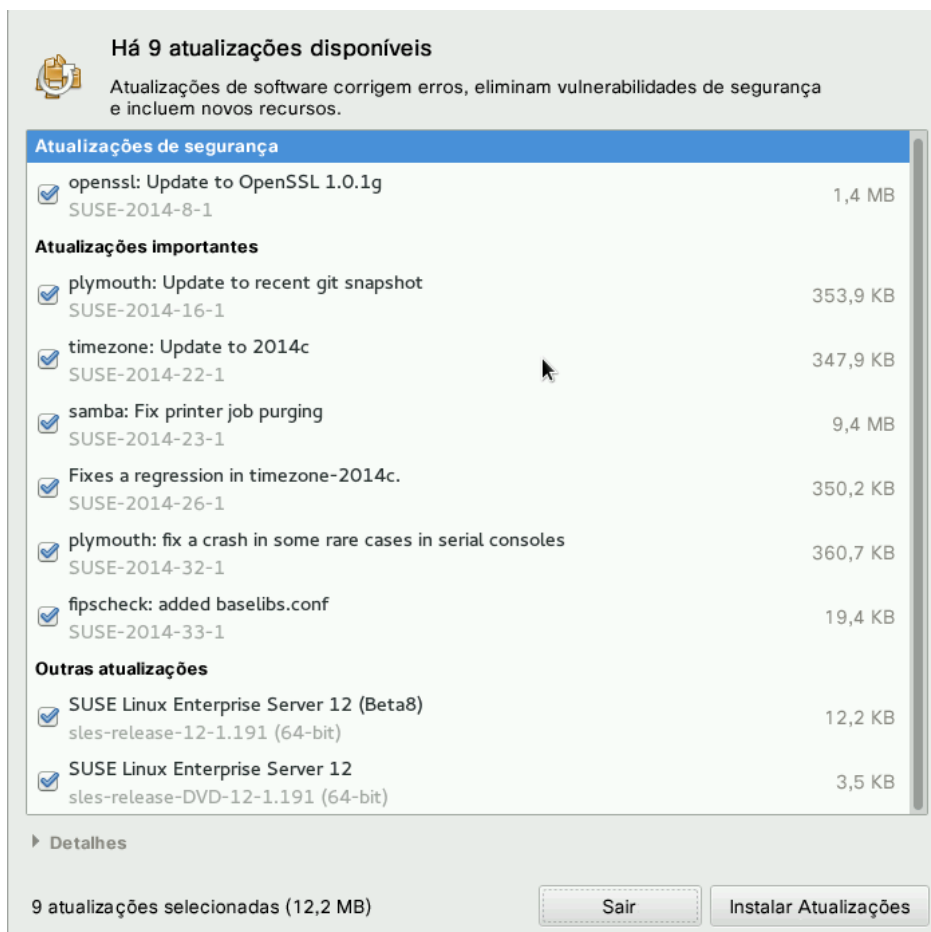 Há 9 atualizações disponíveis
Atualizações de software corrigem erros, eliminam vulnerabilidades de segurança
e incluem novos recursos.
Atualizações de segurança
openssl: Update to OpenSSL 1.0.1g
SUSE-2014-8-1
1,4 MB
Atualizações importantes
plymouth: Update to recent git snapshot
SUSE-2014-16-1
353,9 KB
timezone: Update to 2014c
SUSE-2014-22-1
347,9 KB
samba: Fix printer job purging
SUSE-2014-23-1
9,4 MB
Fixes a regression in timezone-2014c.
SUSE-2014-26-1
350,2 KB
plymouth: fix a crash in some rare cases in serial consoles
SUSE-2014-32-1
360,7 KB
fipscheck: added baselibs.conf
SUSE-2014-33-1
19,4 KB
Outras atualizações
SUSE Linux Enterprise Server 12 (Beta8)
sles-release-12-1.191 (64-bit)
12,2 KB
SUSE Linux Enterprise Server 12
sles-release-DVD-12-1.191 (64-bit)
3,5 KB
Detalhes
9 atualizações selecionadas (12,2 MB)
Sair
Instalar Atualizações